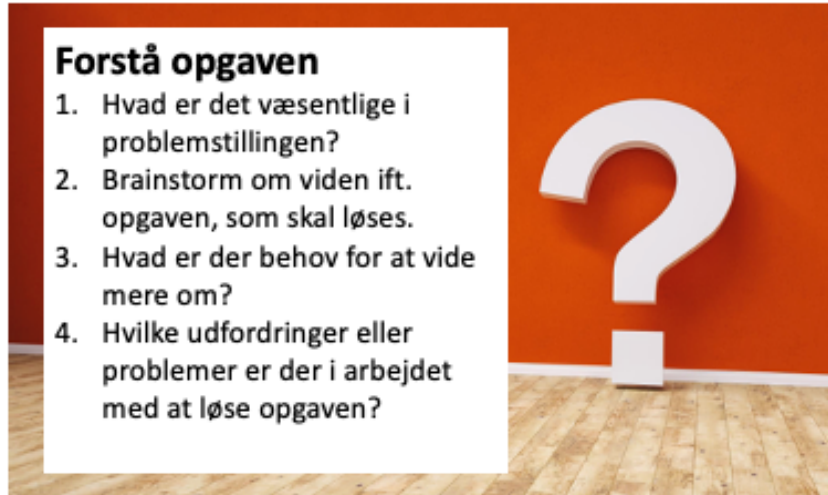 Forstå opgaven
1. Hvad er det væsentlige i
problemstillingen?
2. Brainstorm om viden ift.
opgaven, som skal løses.
3. Hvad er der behov for at vide
mere om?
4. Hvilke udfordringer eller
problemer er der i arbejdet
med at løse opgaven?
?